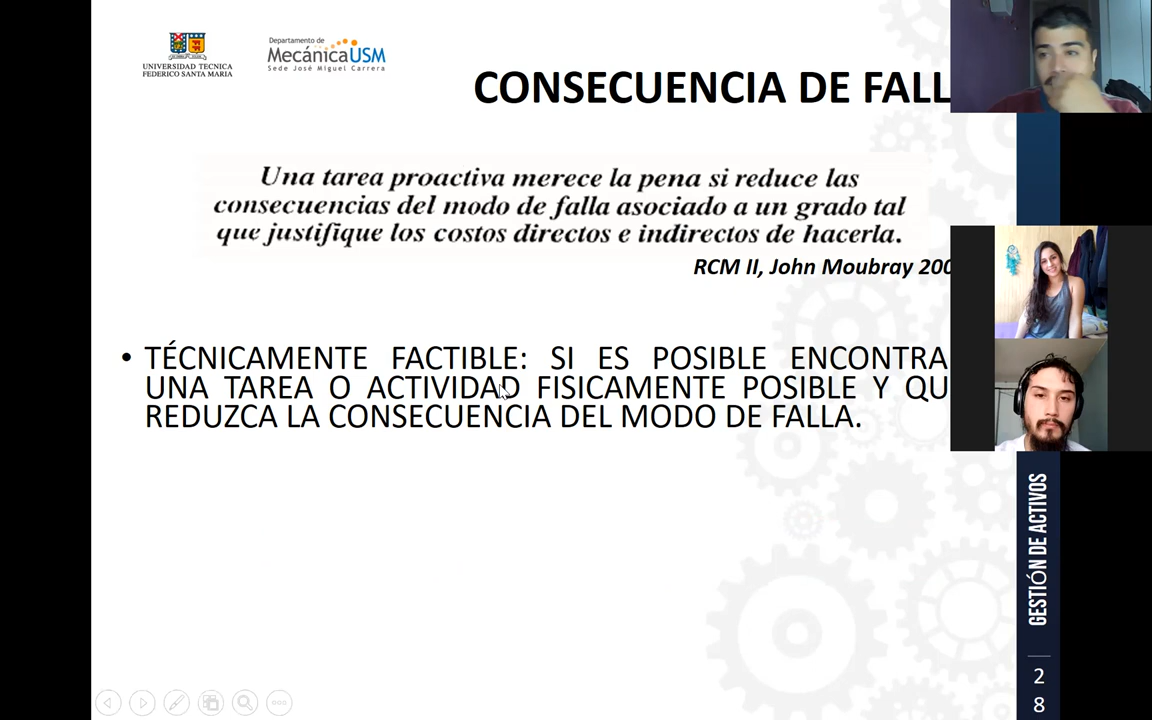 UNIVERSIDAD TECNICA
FEDERICO SANTA MARIA
Departamento de
MecánicaUSM
Sede José Miguel Carrera
CONSECUENCIA DE FALL
Una tarea proactiva merece la pena si reduce las
consecuencias del modo de falla asociado a un grado tal
que justifique los costos directos e indirectos de hacerla.
RCM II, John Moubray 200
• TÉCNICAMENTE FACTIBLE: SI ES POSIBLE ENCONTRA
UNA TAREA O ACTIVIDAD FISICAMENTE POSIBLE Y QU
REDUZCA LA CONSECUENCIA DEL MODO DE FALLA.
GESTIÓN DE ACTIVOS
2
8